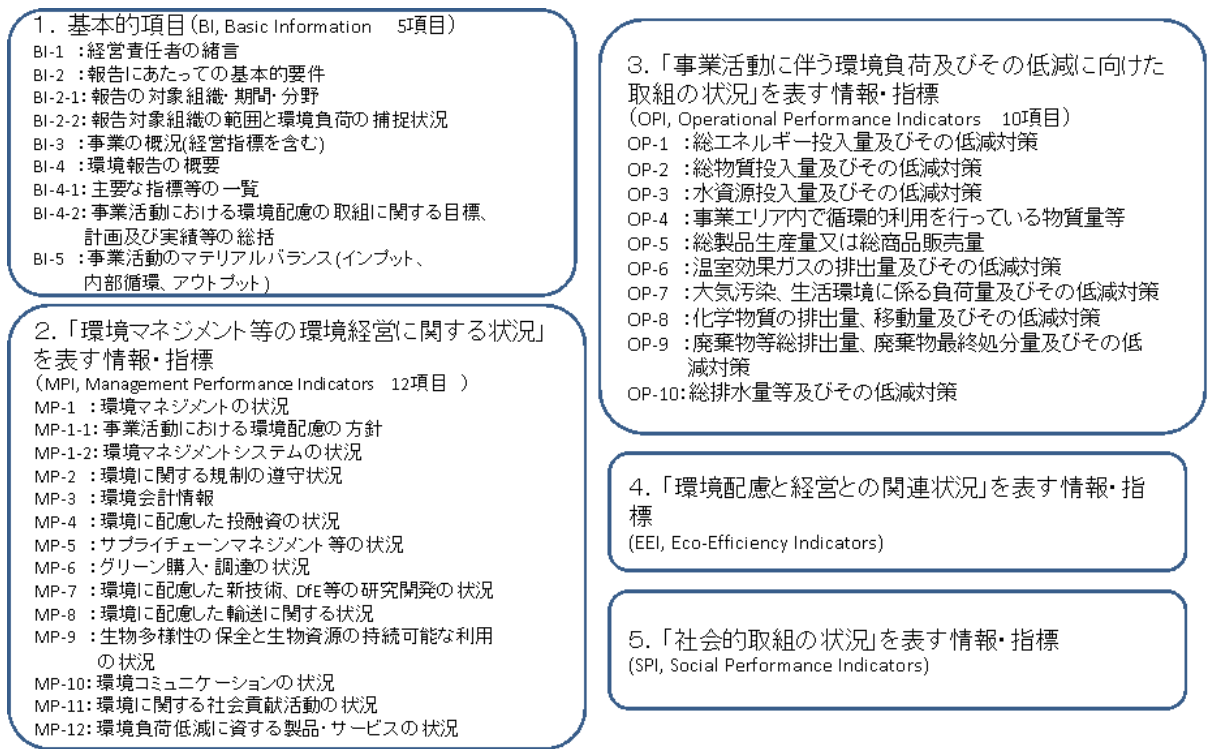 １．基本的項目(BI, Basic Information　5項目)
BI-1 ：経営責任者の緒言
BI-2 ：報告にあたっての基本的要件
BI-2-1：報告の対象組織・期間・分野
BI-2-2：報告対象組織の範囲と環境負荷の捕捉状況
BI-3 ：事業の概況(経営指標を含む)
BI-4 ：環境報告の概要
BI-4-1：主要な指標等の一覧
BI-4-2：事業活動における環境配慮の取組に関する目標、
計画及び実績等の総括
BI-5 ：事業活動のマテリアルバランス(インプット、
内部循環、アウトプット)
２．「環境マネジメント等の環境経営に関する状況」
を表す情報・指標
（MPI, Management Performance Indicators　12項目 ）
MP-1 ：環境マネジメントの状況
MP-1-1：事業活動における環境配慮の方針
MP-1-2：環境マネジメントシステムの状況
MP-2 ：環境に関する規制の遵守状況
MP-3 ：環境会計情報
MP-4 ：環境に配慮した投融資の状況
MP-5 ：サプライチェーンマネジメント等の状況
MP-6 ：グリーン購入・調達の状況
MP-7 ：環境に配慮した新技術、DfE等の研究開発の状況
MP-8 ：環境に配慮した輸送に関する状況
MP-9 ：生物多様性の保全と生物資源の持続可能な利用
の状況
MP-10：環境コミュニケーションの状況
MP-11：環境に関する社会貢献活動の状況
MP-12：環境負荷低減に資する製品・サービスの状況
３．「事業活動に伴う環境負荷及びその低減に向けた
取組の状況」を表す情報・指標
（OPI, Operational Performance Indicators　10項目）
OP-1 ：総エネルギー投入量及びその低減対策
OP-2 ：総物質投入量及びその低減対策
OP-3 ：水資源投入量及びその低減対策
OP-4 ：事業エリア内で循環的利用を行っている物質量等
OP-5 ：総製品生産量又は総商品販売量
OP-6 ：温室効果ガスの排出量及びその低減対策
OP-7 ：大気汚染、生活環境に係る負荷量及びその低減対策
OP-8 ：化学物質の排出量、移動量及びその低減対策
OP-9 ：廃棄物等総排出量、廃棄物最終処分量及びその低
減対策
OP-10：総排水量等及びその低減対策
４．「環境配慮と経営との関連状況」を表す情報・指
標
(EEI, Eco-Efficiency Indicators)
５．「社会的取組の状況」を表す情報・指標
(SPI, Social Performance Indicators)